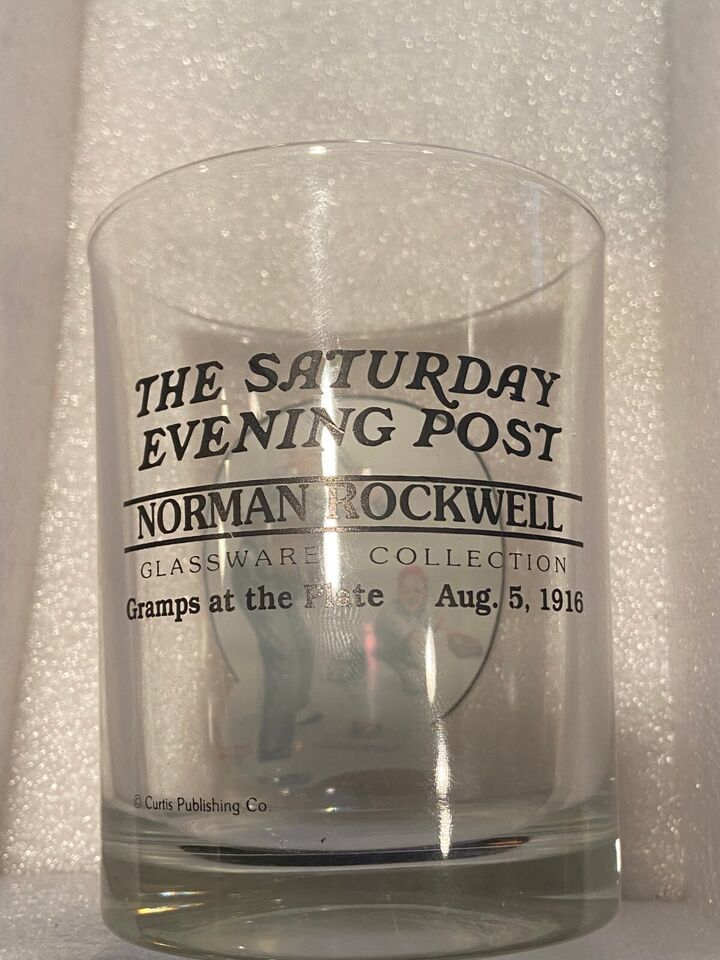 THE SATURDAY
EVENING POST
NORMAN ROCKWELL
GLASSWARE COLLECTION
Gramps at the Plate Aug. 5, 1916
© Curtis Publishing Co.